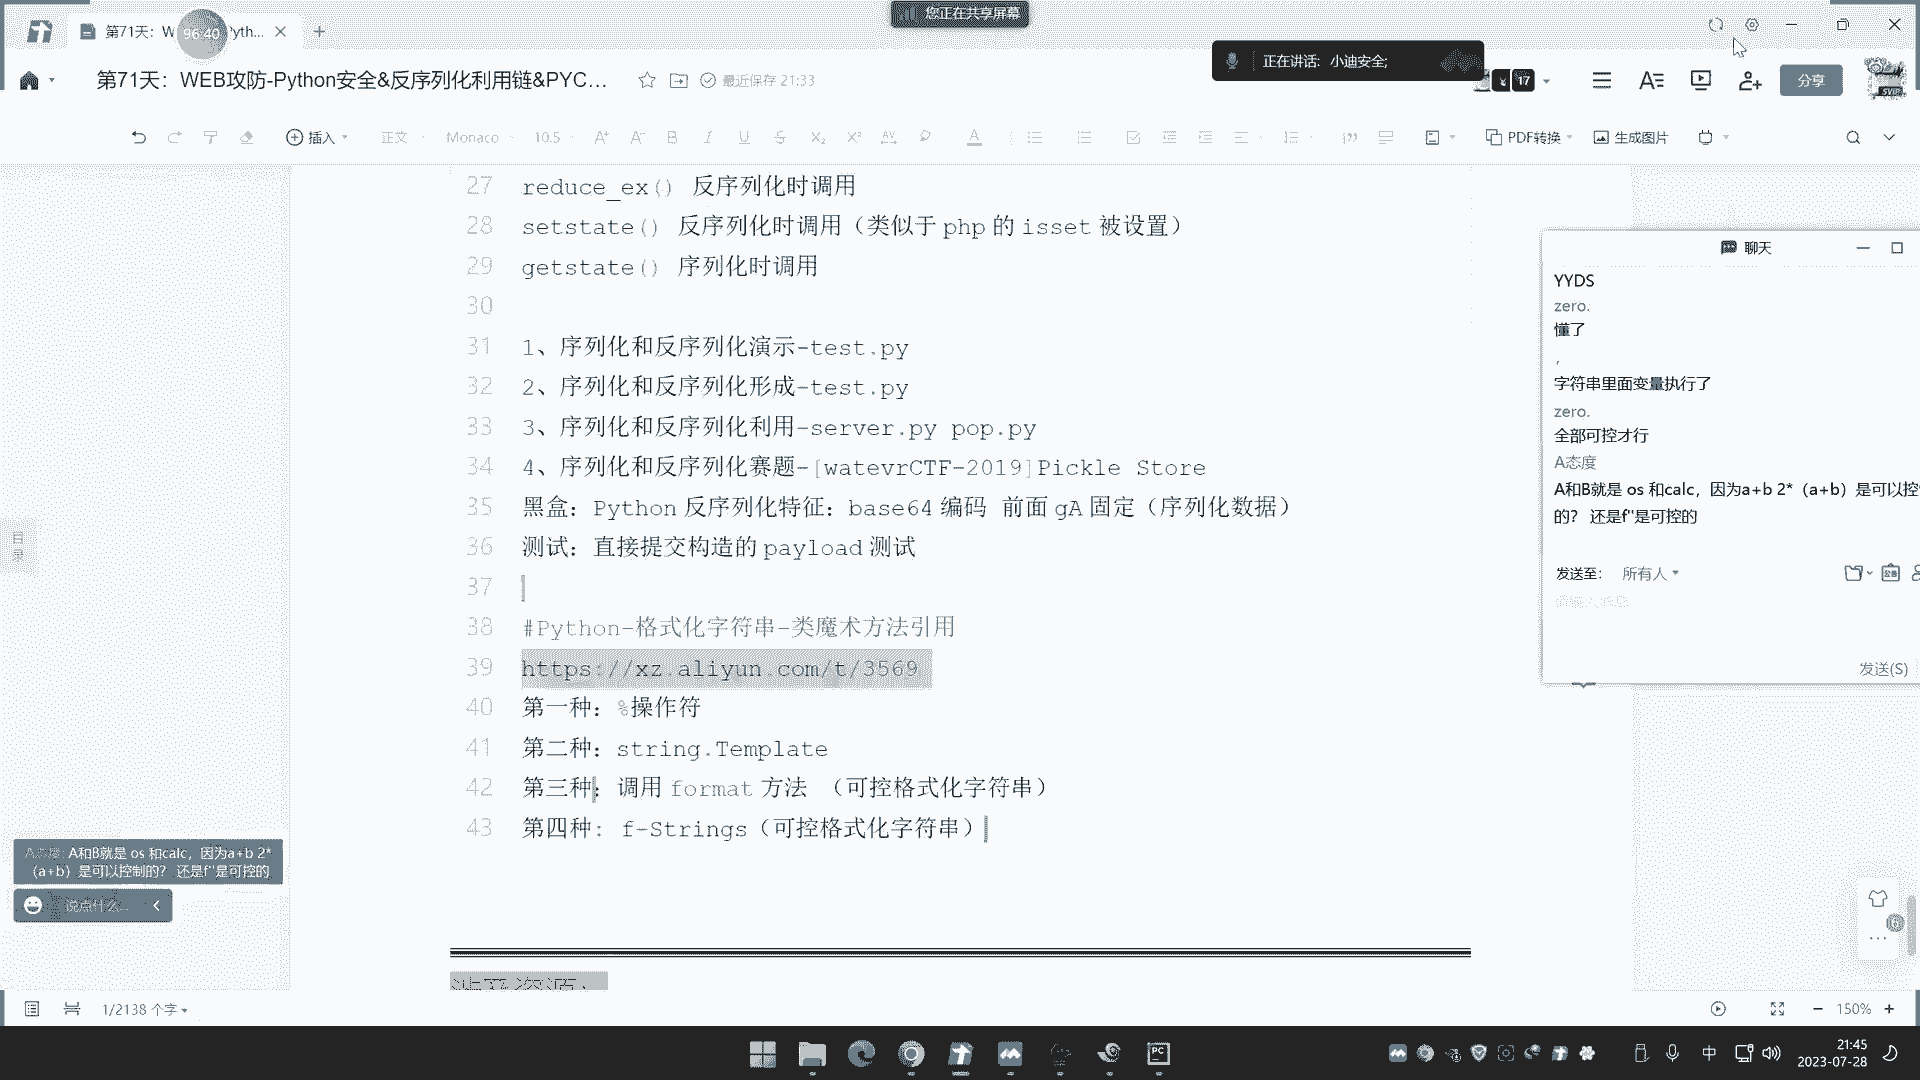 您正在共享屏幕
第71天：W
96:40
yth...
正在讲话：小迪安全;
第71天：WEB攻防-Python安全&反序列化利用链&PYC...
最近保存 21:33
17
分享
插入
正文
Monaco
10.5
PDF转换
生成图片
27 reduce_ex() 反序列化时调用
28 setstate() 反序列化时调用（类似于 php 的 isset 被设置）
29 getstate() 序列化时调用
30
31 1、序列化和反序列化演示-test.py
32 2、序列化和反序列化形成-test.py
33 3、序列化和反序列化利用-server.py pop.py
34 4、序列化和反序列化赛题-[watevrCTF-2019]Pickle Store
35 黑盒：Python 反序列化特征：base64 编码 前面 gA 固定（序列化数据）
36 测试：直接提交构造的 payload 测试
37
38 #Python-格式化字符串-类魔术方法引用
39 https://xz.aliyun.com/t/3569
40 第一种：%操作符
41 第二种：string.Template
42 第三种：调用 format 方法 （可控格式化字符串）
43 第四种: f-Strings（可控格式化字符串）
聊天
YYDS
zero.
懂了
,
字符串里面变量执行了
zero.
全部可控才行
A态度
A和B就是 os 和calc，因为a+b 2*（a+b）是可以控
的？ 还是f''是可控的
发送至：
所有人
发送(S)
目
录
A态度: A和B就是 os 和calc，因为a+b 2*
（a+b）是可以控制的？ 还是f''是可控的
说点什么...
1/2138 个字
150%
PC
中
21:45
2023-07-28